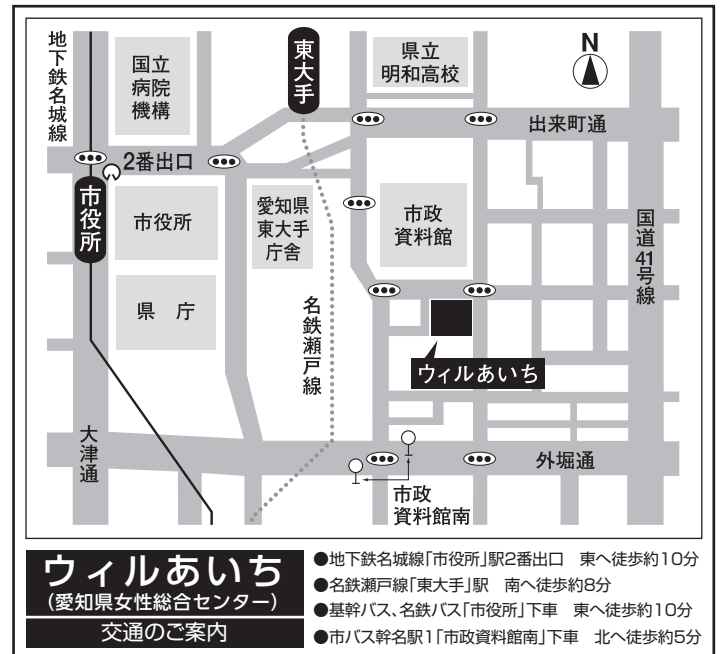 地下鉄名城線
国立
病院
機構
東大手
県立
明和高校
N
出来町通
2番出口
市役所
市役所
愛知県
東大手
庁舎
市政
資料館
国道41号線
県 庁
名鉄瀬戸線
ウィルあいち
大津通
外堀通
市政
資料館南
ウィルあいち
(愛知県女性総合センター)
交通のご案内
●地下鉄名城線「市役所」駅2番出口 東へ徒歩約10分
●名鉄瀬戸線「東大手」駅 南へ徒歩約8分
●基幹バス、名鉄バス「市役所」下車 東へ徒歩約10分
●市バス幹名駅1「市政資料館南」下車 北へ徒歩約5分